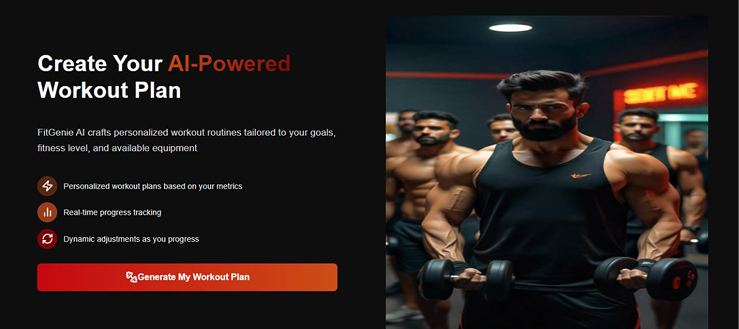 Create Your AI-Powered
Workout Plan
FitGenie AI crafts personalized workout routines tailored to your goals,
fitness level, and available equipment
Personalized workout plans based on your metrics
Real-time progress tracking
Dynamic adjustments as you progress
Generate My Workout Plan